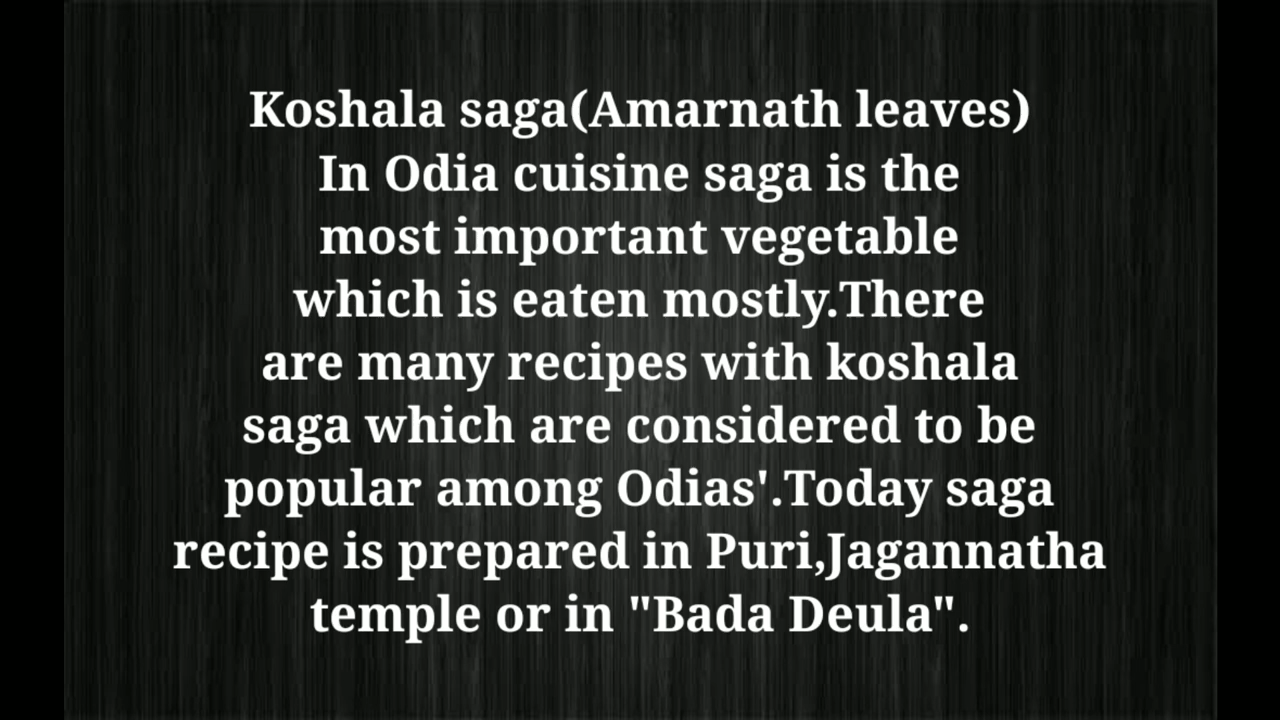 Koshala saga(Amarnath leaves)
In Odia cuisine saga is the
most important vegetable
which is eaten mostly.There
are many recipes with koshala
saga which are considered to be
popular among Odias'.Today saga
recipe is prepared in Puri,Jagannatha
temple or in "Bada Deula".